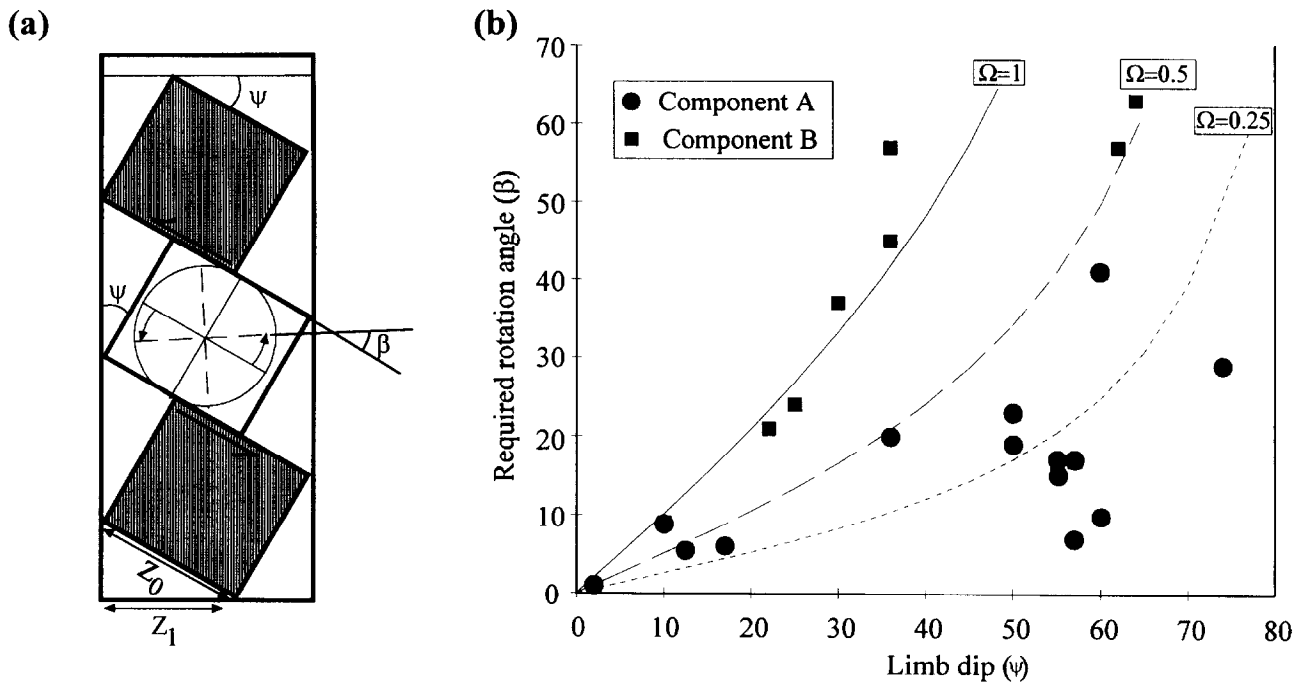 (a)
ψ
ψ
β
Z0
Z1
(b)
Required rotation angle (β)
70
60
50
40
30
20
10
0
Component A
Component B
Ω=1
Ω=0.5
Ω=0.25
0 10 20 30 40 50 60 70 80
Limb dip (ψ)